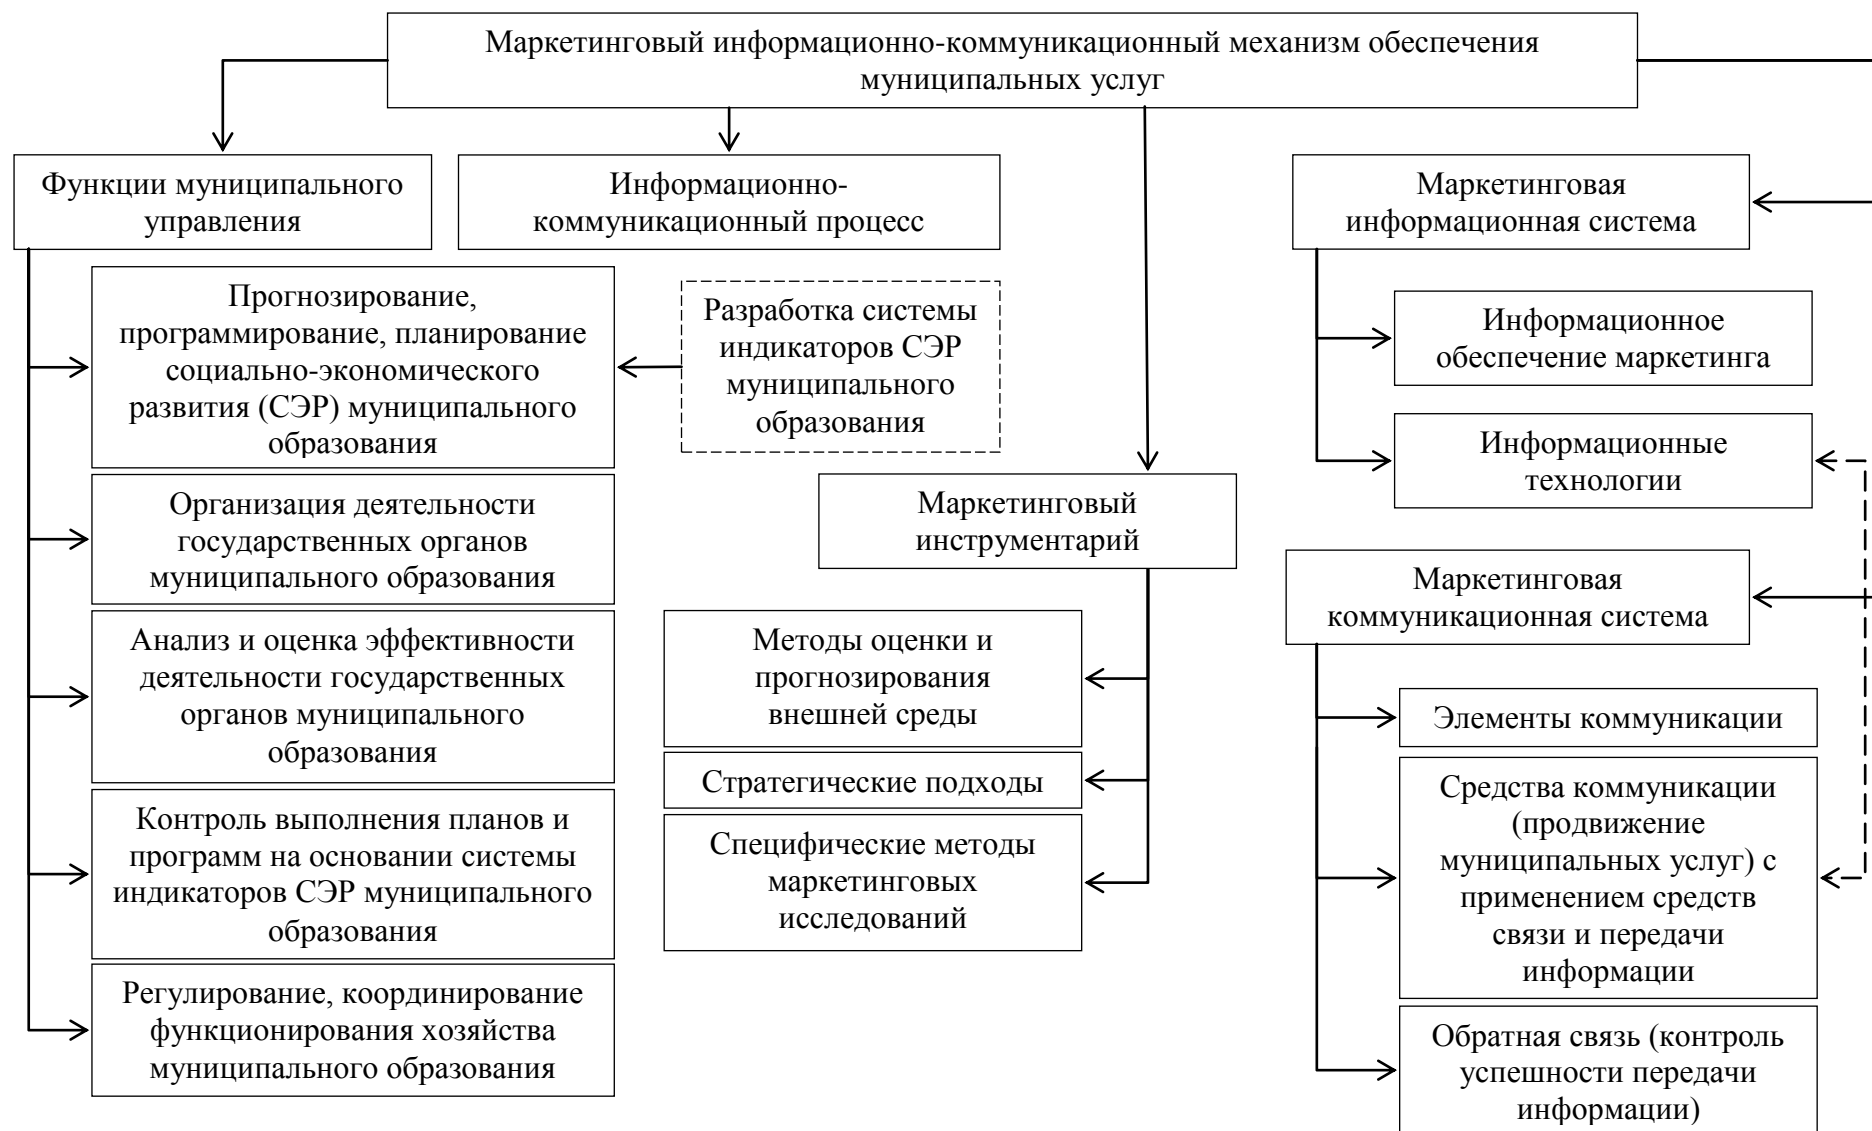 Маркетинговый информационно-коммуникационный механизм обеспечения
муниципальных услуг
Функции муниципального
управления
Информационно-
коммуникационный процесс
Маркетинговая
информационная система
Прогнозирование,
программирование, планирование
социально-экономического
развития (СЭР) муниципального
образования
Разработка системы
индикаторов СЭР
муниципального
образования
Информационное
обеспечение маркетинга
Информационные
технологии
Организация деятельности
государственных органов
муниципального образования
Маркетинговый
инструментарий
Маркетинговая
коммуникационная система
Анализ и оценка эффективности
деятельности государственных
органов муниципального
образования
Методы оценки и
прогнозирования
внешней среды
Элементы коммуникации
Стратегические подходы
Средства коммуникации
(продвижение
муниципальных услуг) с
применением средств
связи и передачи
информации
Контроль выполнения планов и
программ на основании системы
индикаторов СЭР муниципального
образования
Специфические методы
маркетинговых
исследований
Регулирование, координирование
функционирования хозяйства
муниципального образования
Обратная связь (контроль
успешности передачи
информации)